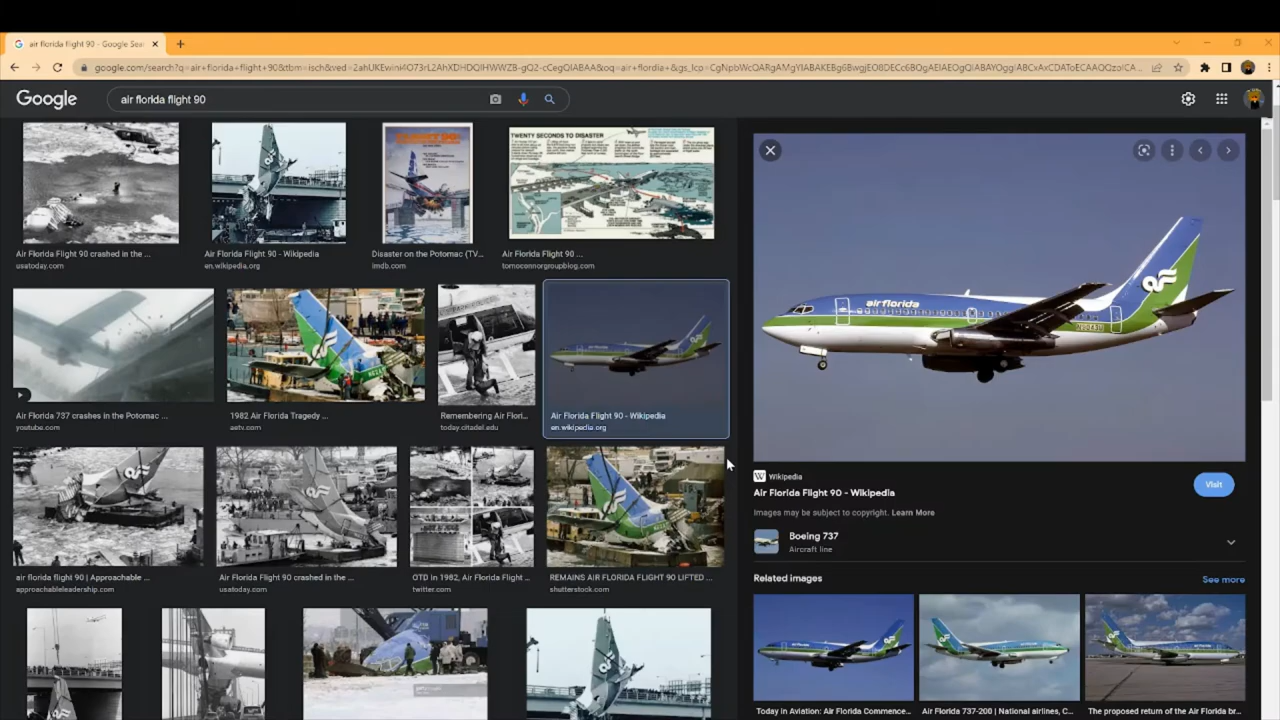 air florida flight 90 - Google Sear
google.com/search?q=air+florida+flight+90&tbm=isch&ved=
Google
air florida flight 90
Air Florida Flight 90 crashed in the ...
usatoday.com
Air Florida Flight 90 - Wikipedia
en.wikipedia.org
Disaster on the Potomac (TV...
imdb.com
TWENTY SECONDS TO DISASTER
Air Florida Flight 90 ...
tomoconnorgroupblog.com
Air Florida 737 crashes in the Potomac ...
youtube.com
1982 Air Florida Tragedy ...
aetv.com
Remembering Air Flori...
today.citadel.edu
Air Florida Flight 90 - Wikipedia
en.wikipedia.org
air florida flight 90 | Approachable ...
approachableleadership.com
Air Florida Flight 90 crashed in the ...
usatoday.com
OTD in 1982, Air Florida Flight ...
twitter.com
REMAINS AIR FLORIDA FLIGHT 90 LIFTED ...
shutterstock.com
air florida
W Wikipedia
Air Florida Flight 90 - Wikipedia
Visit
Images may be subject to copyright. Learn More
Boeing 737
Aircraft line
Related images
See more
Today in Aviation: Air Florida Commence...
Air Florida 737-200 | National airlines, C...
The proposed return of the Air Florida br...